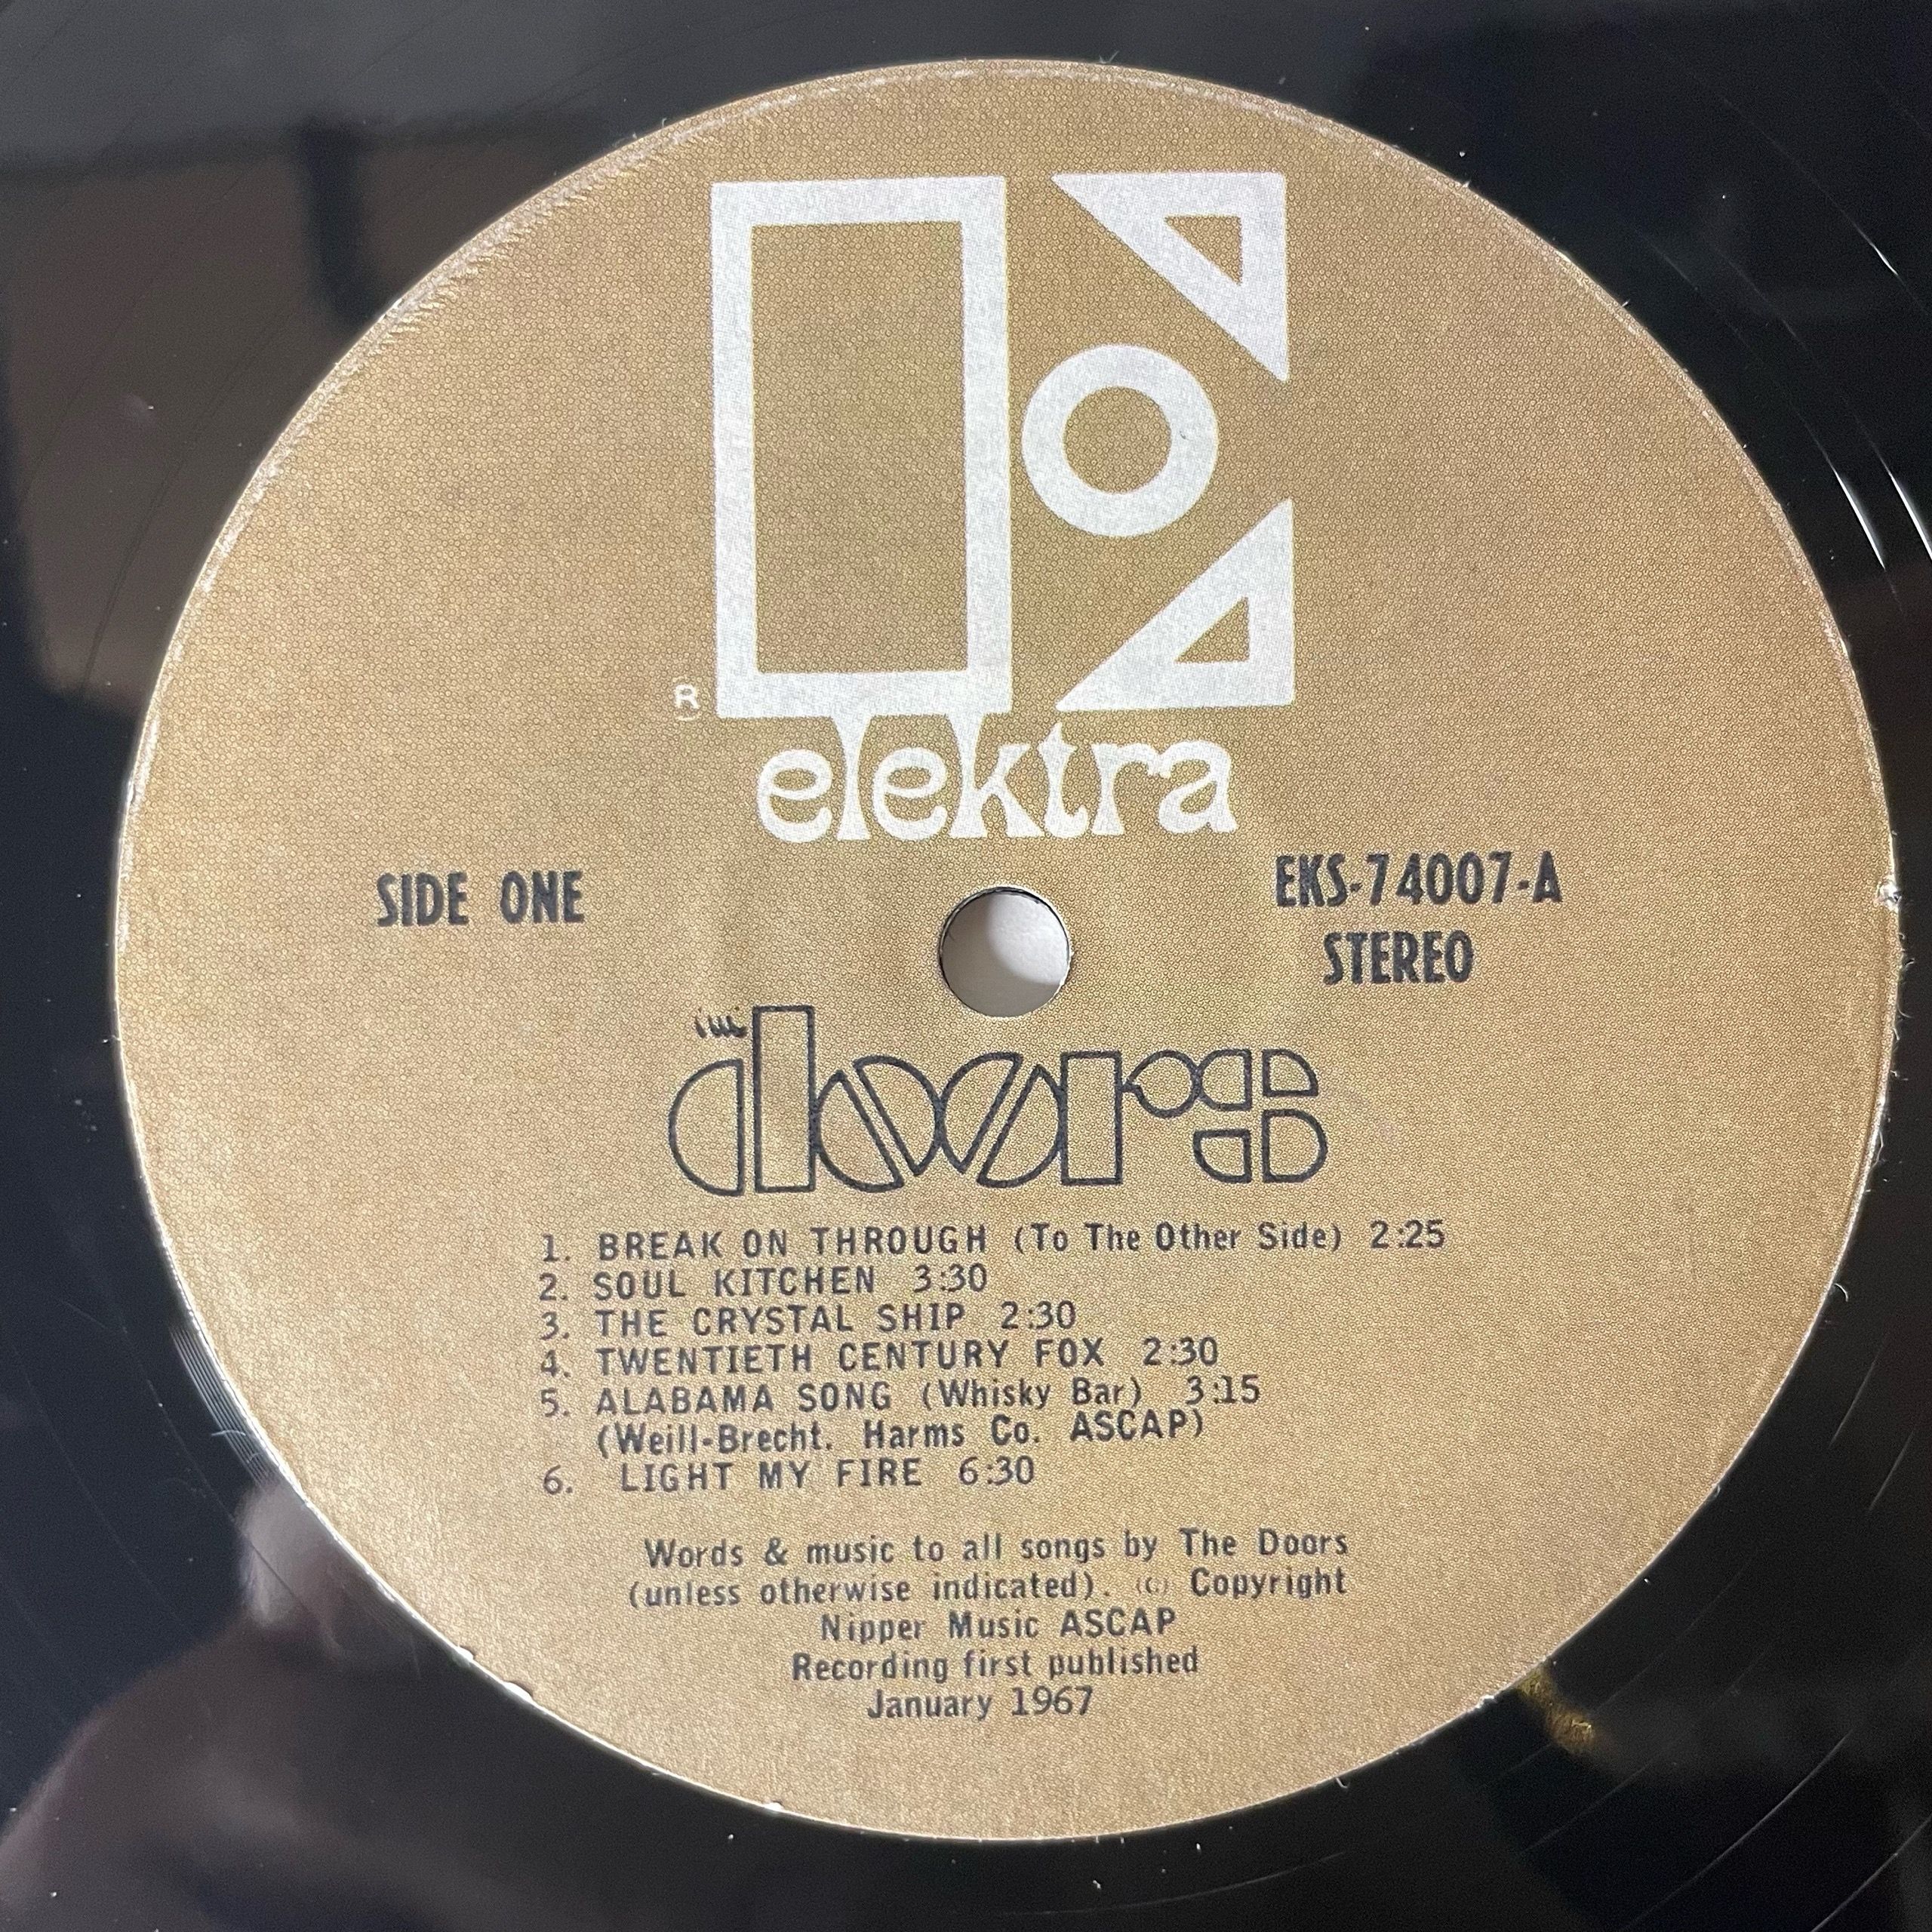 ®
elektra
SIDE ONE
EKS-74007-A
STEREO
the
doors
1. BREAK ON THROUGH (To The Other Side) 2:25
2. SOUL KITCHEN 3:30
3. THE CRYSTAL SHIP 2:30
4. TWENTIETH CENTURY FOX 2:30
5. ALABAMA SONG (Whisky Bar) 3:15
(Weill-Brecht. Harms Co. ASCAP)
6. LIGHT MY FIRE 6:30
Words & music to all songs by The Doors
(unless otherwise indicated). (C) Copyright
Nipper Music ASCAP
Recording first published
January 1967